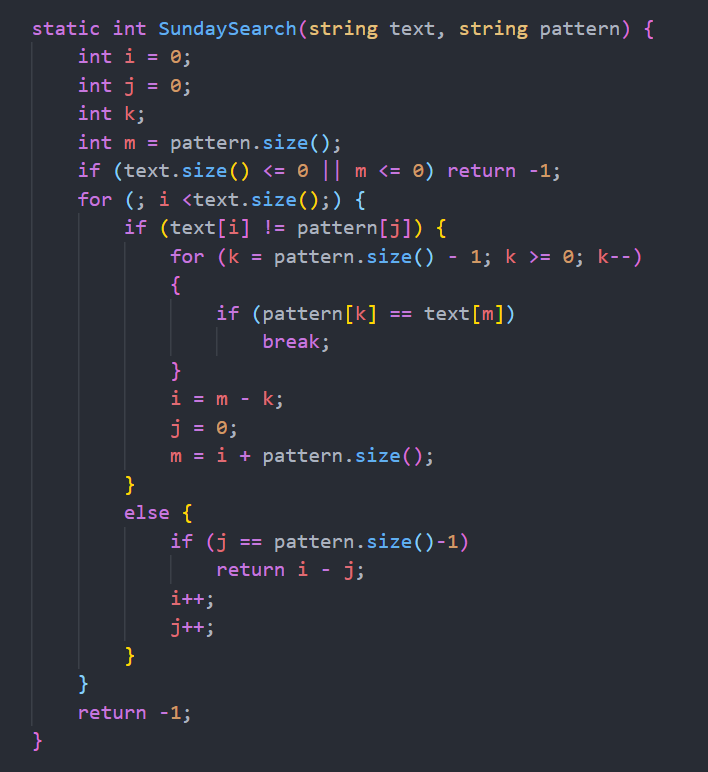 static int SundaySearch(string text, string pattern) {
    int i = 0;
    int j = 0;
    int k;
    int m = pattern.size();
    if (text.size() <= 0 || m <= 0) return -1;
    for (; i <text.size();) {
        if (text[i] != pattern[j]) {
            for (k = pattern.size() - 1; k >= 0; k--)
            {
                if (pattern[k] == text[m])
                    break;
            }
            i = m - k;
            j = 0;
            m = i + pattern.size();
        }
        else {
            if (j == pattern.size()-1)
                return i - j;
            i++;
            j++;
        }
    }
    return -1;
}